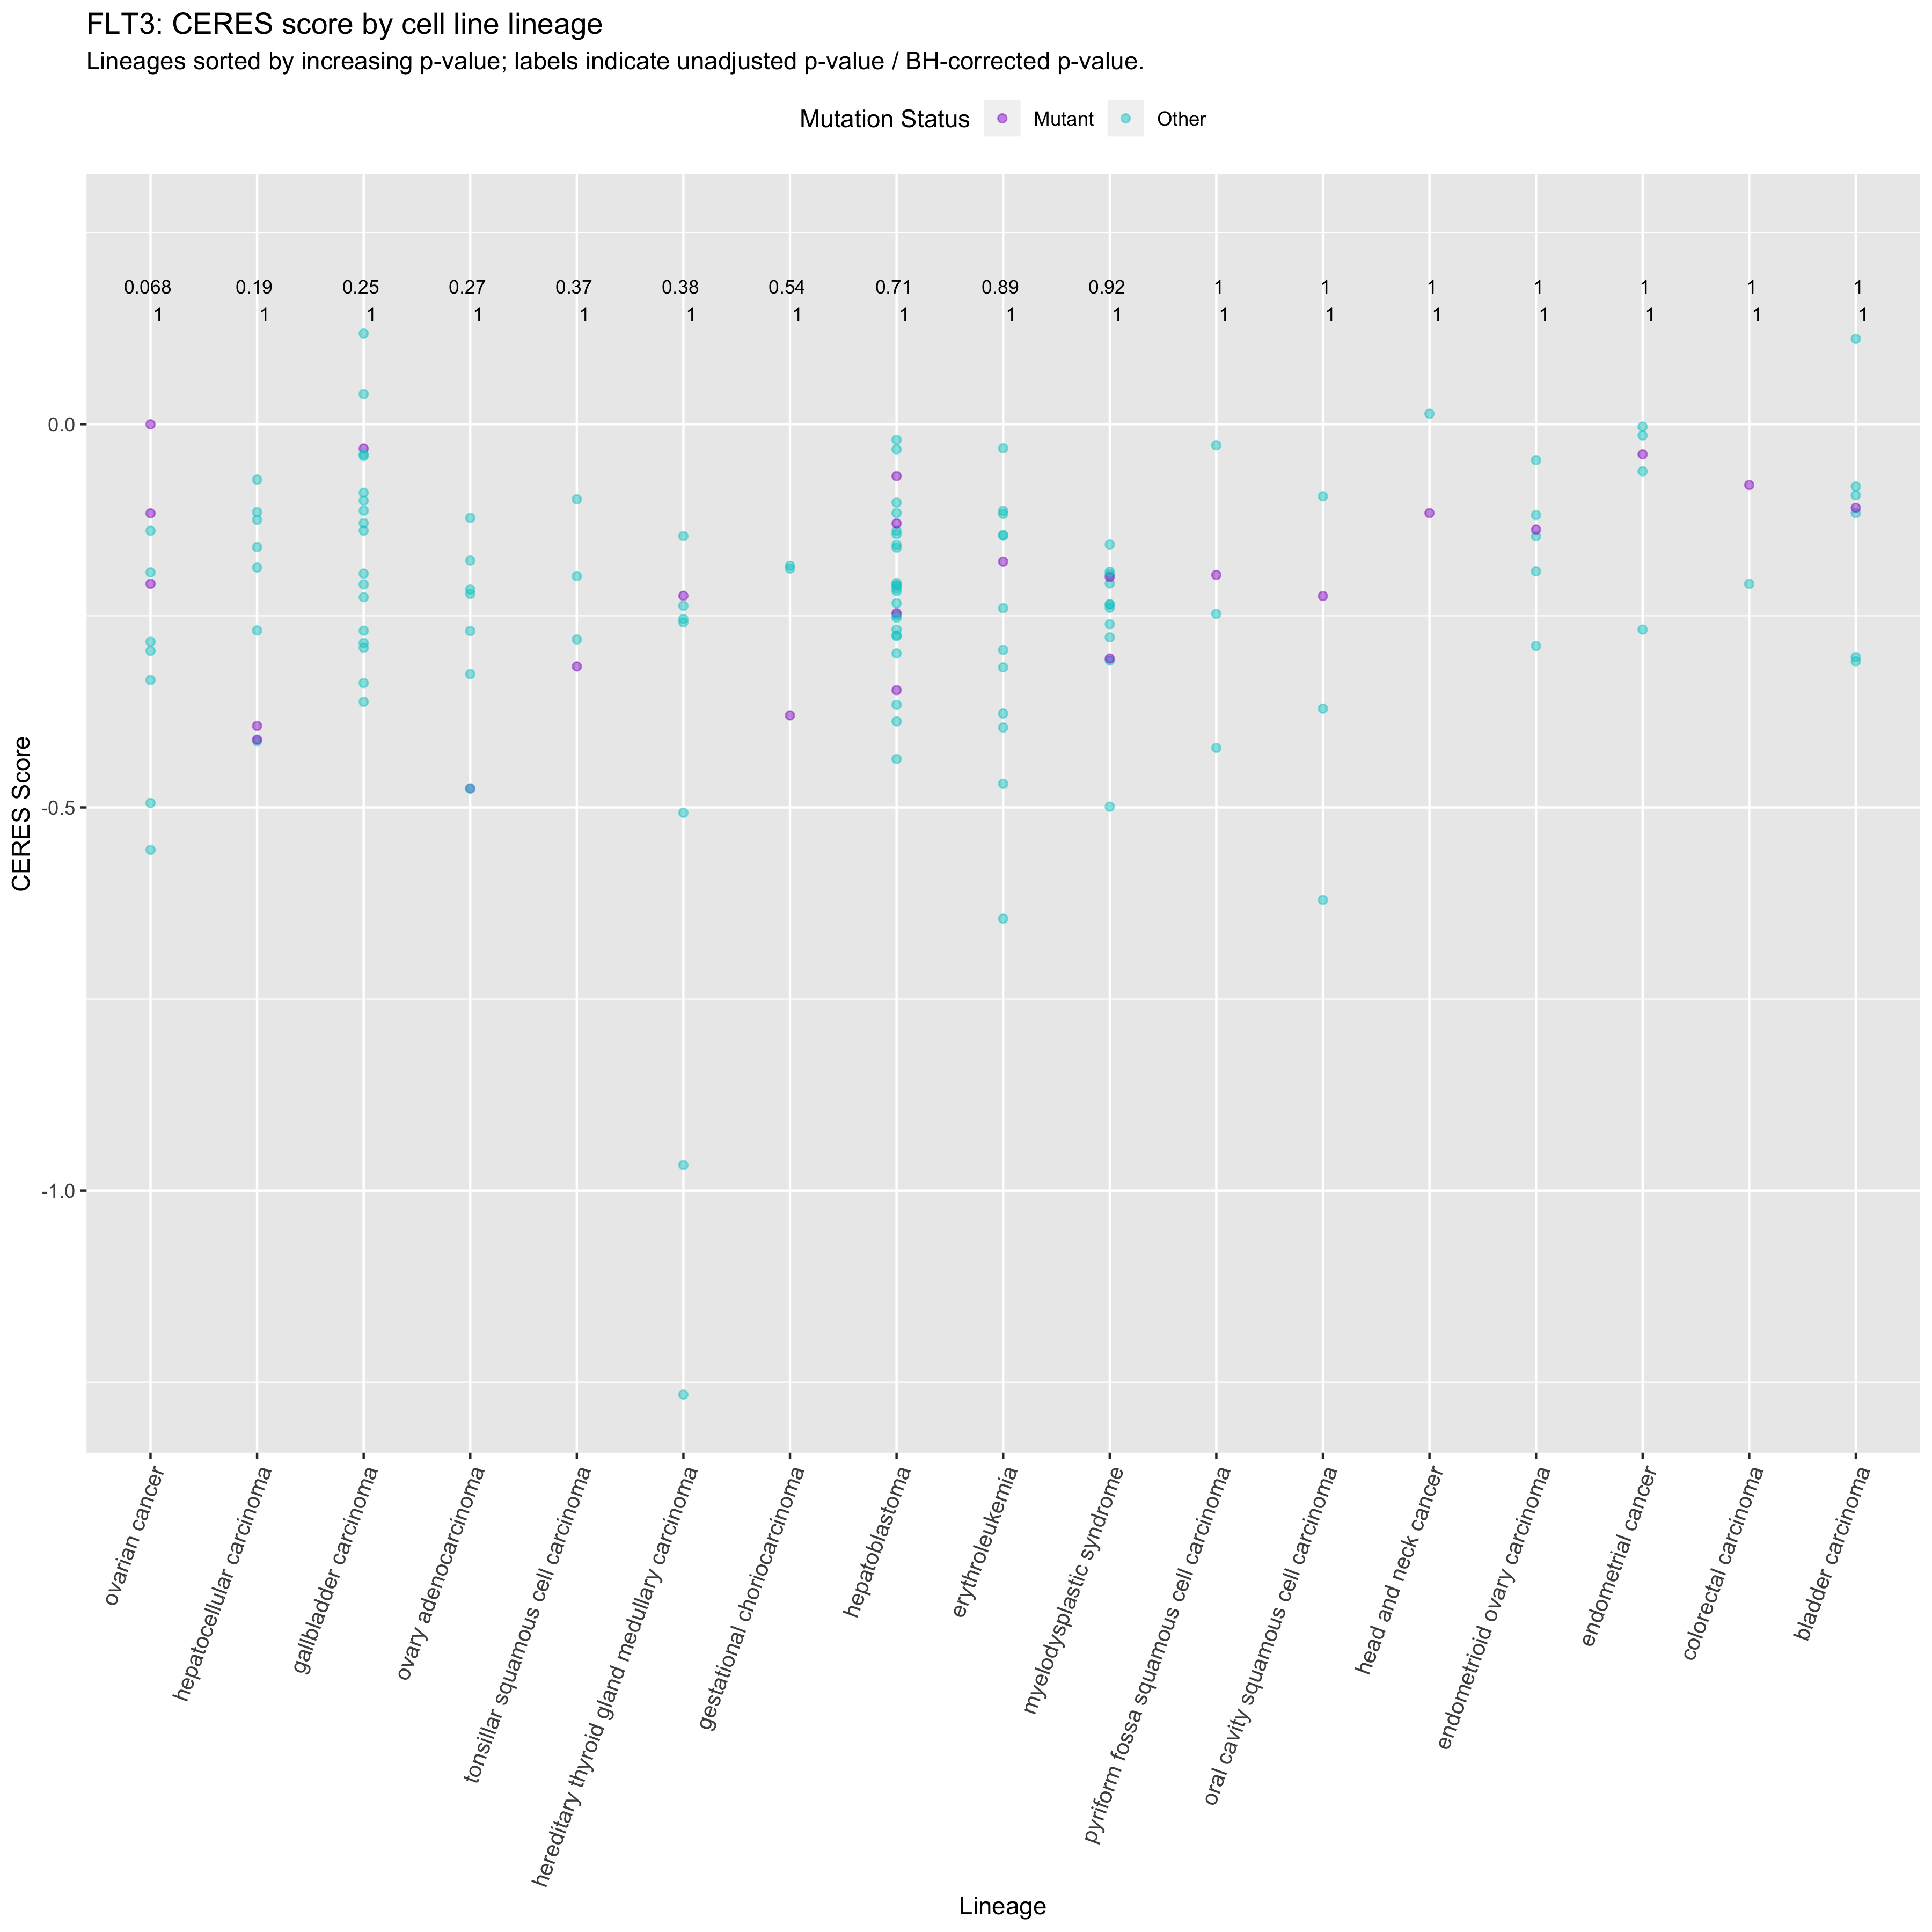 FLT3: CERES score by cell line lineage
Lineages sorted by increasing p-value; labels indicate unadjusted p-value / BH-corrected p-value.
Mutation Status Mutant Other
0.068 0.19 0.25 0.27 0.37 0.38 0.54 0.71 0.89 0.92 1 1 1 1 1 1 1
1 1 1 1 1 1 1 1 1 1 1 1 1 1 1 1 1
0.0
-0.5
-1.0
CERES Score
ovarian cancer
hepatocellular carcinoma
gallbladder carcinoma
ovary adenocarcinoma
tonsillar squamous cell carcinoma
hereditary thyroid gland medullary carcinoma
gestational choriocarcinoma
hepatoblastoma
erythroleukemia
myelodysplastic syndrome
pyriform fossa squamous cell carcinoma
oral cavity squamous cell carcinoma
head and neck cancer
endometrioid ovary carcinoma
endometrial cancer
colorectal carcinoma
bladder carcinoma
Lineage